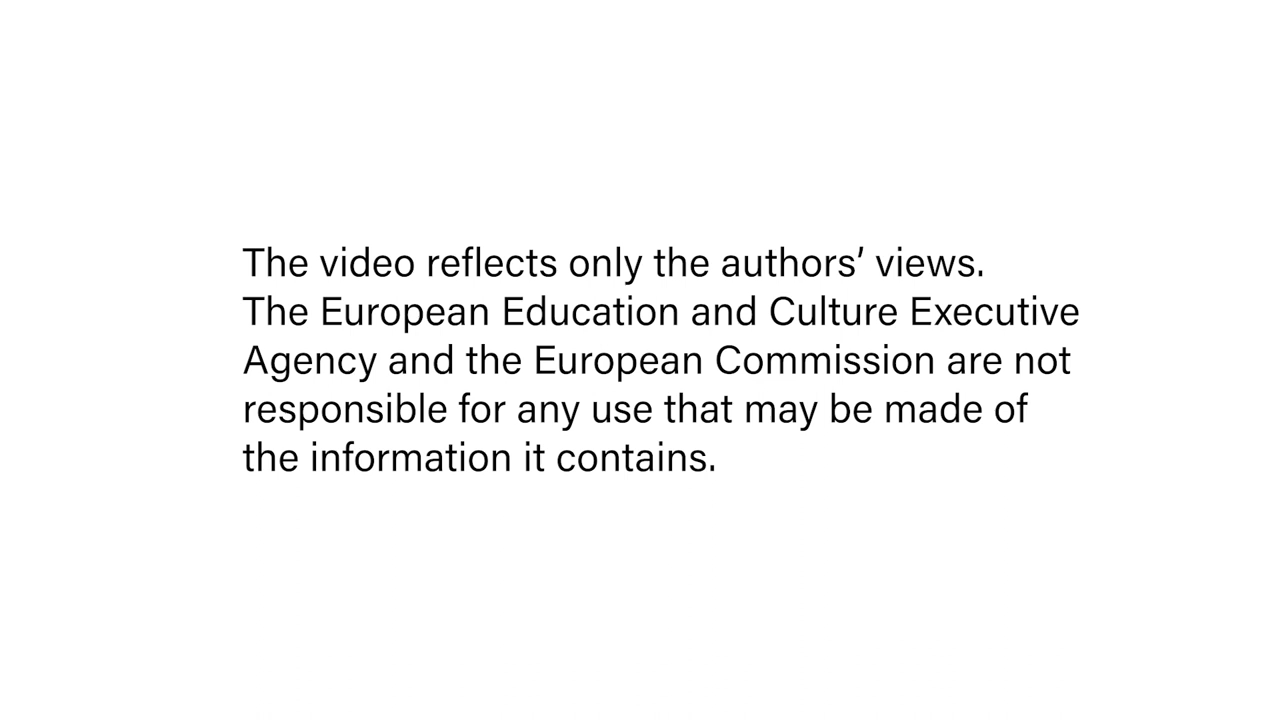 The video reflects only the authors’ views.
The European Education and Culture Executive
Agency and the European Commission are not
responsible for any use that may be made of
the information it contains.